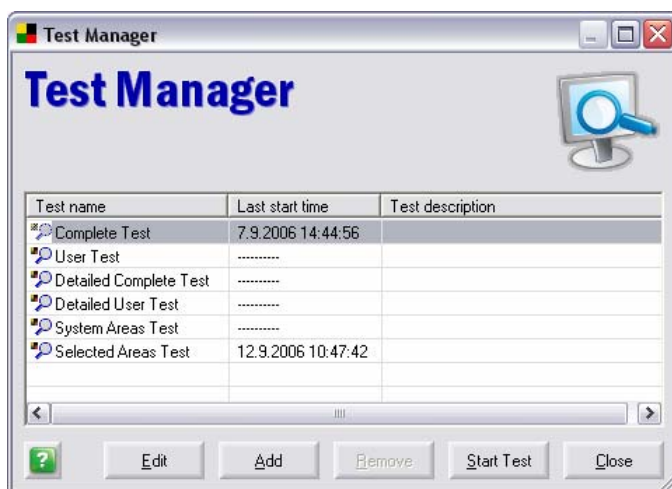 Test Manager
Test Manager
Test name Last start time Test description
Complete Test 7.9.2006 14:44:56
User Test ----------
Detailed Complete Test ----------
Detailed User Test ----------
System Areas Test ----------
Selected Areas Test 12.9.2006 10:47:42
? Edit Add Remove Start Test Close